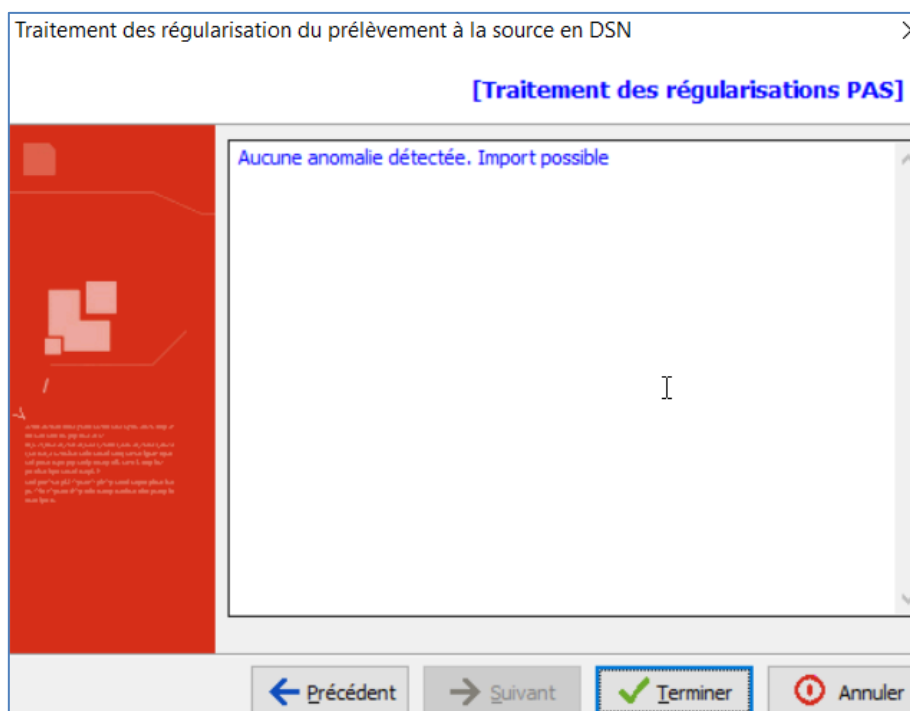 Traitement des régularisation du prélèvement à la source en DSN
[Traitement des régularisations PAS]
Aucune anomalie détectée. Import possible
Précédent
Suivant
Terminer
Annuler